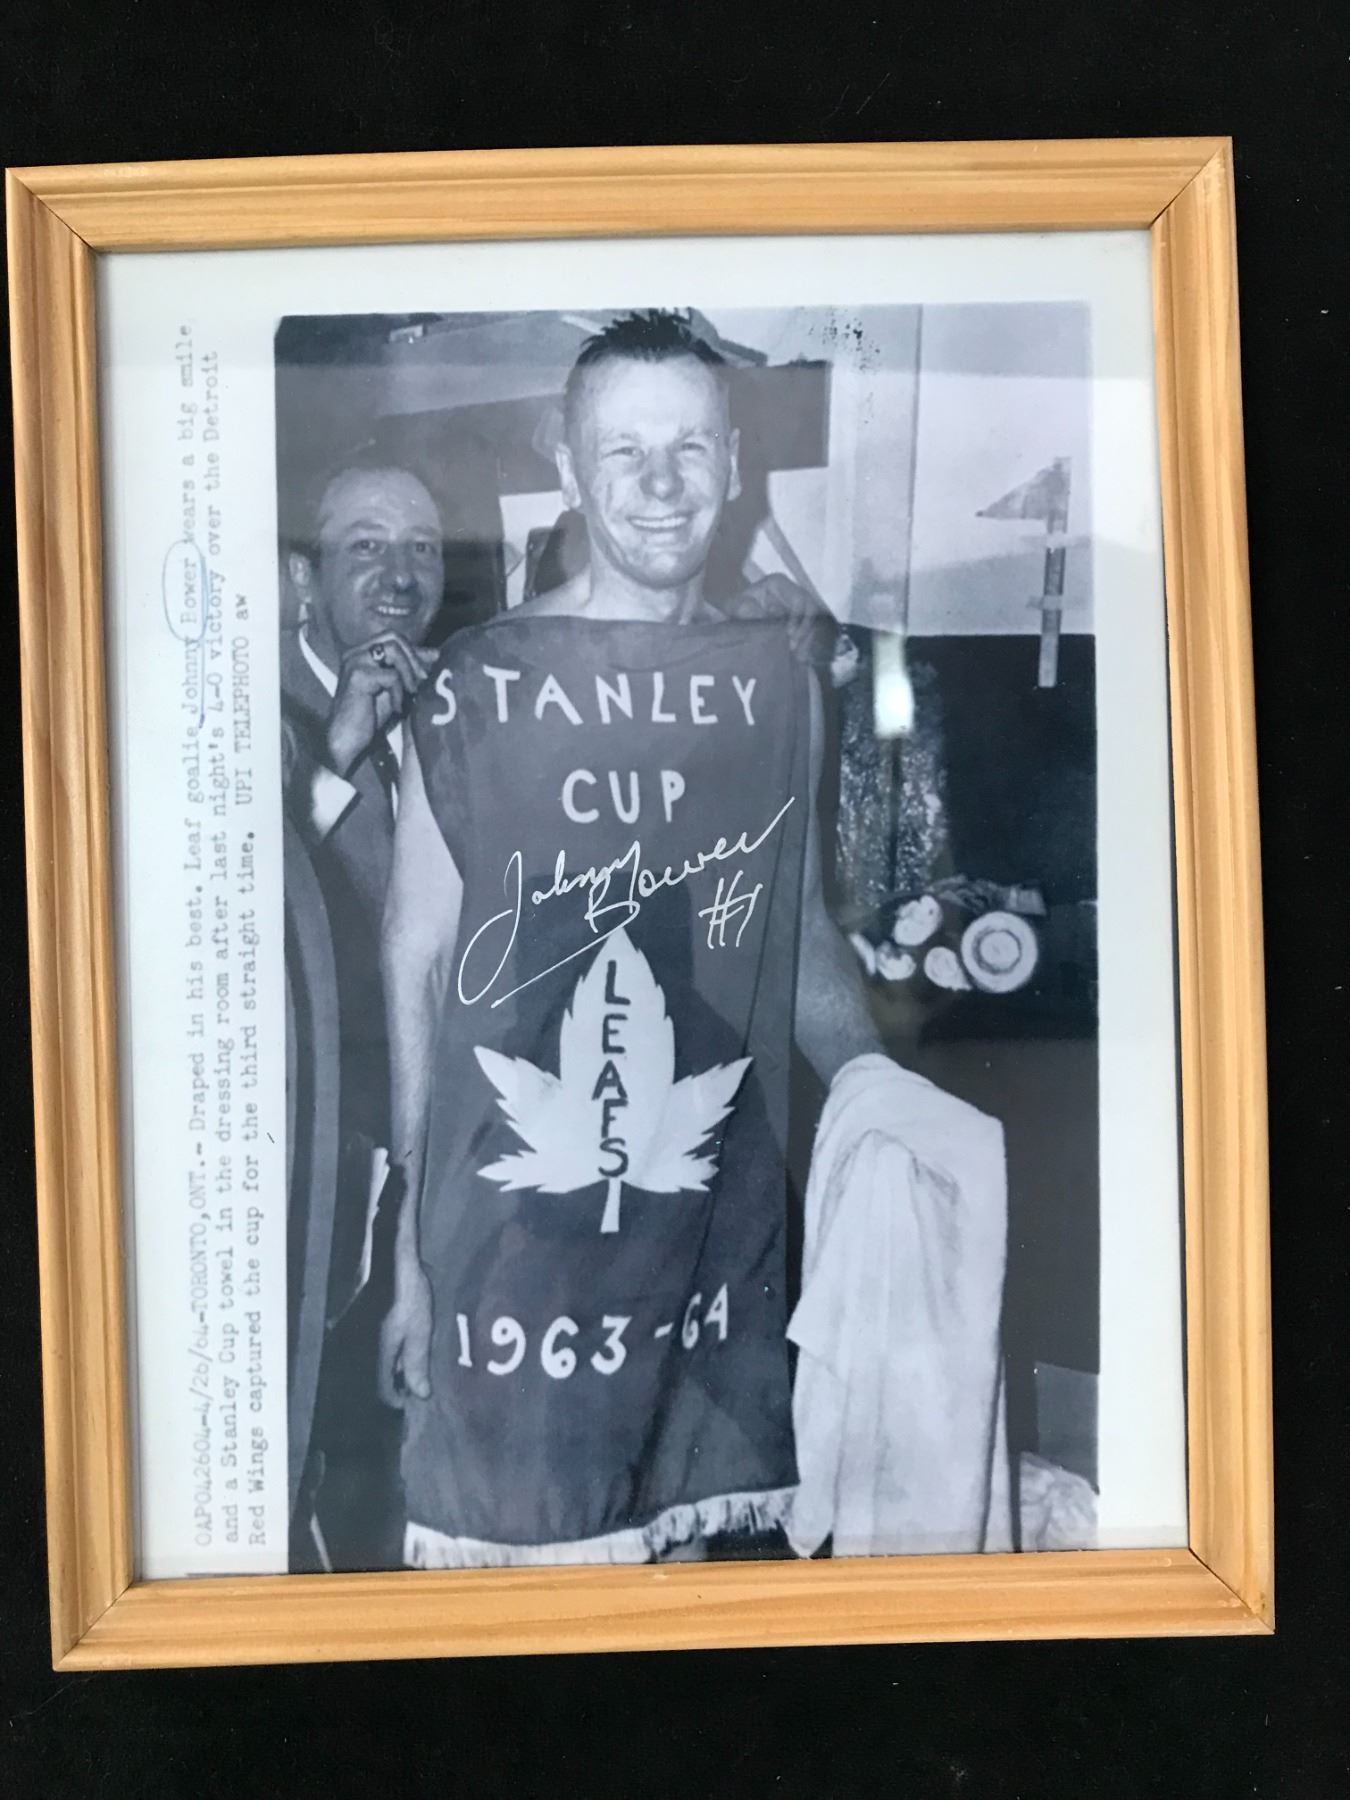 OAP042604-4/26/64-TORONTO,ONT.- Draped in his best. Leaf goalie Johnny Bower wears a big smile
and a Stanley Cup towel in the dressing room after last night's 4-0 victory over the Detroit
Red Wings captured the cup for the third straight time. UPI TELEPHOTO aw
STANLEY
CUP
Johnny Bower
#1
LEAFS
1963-64